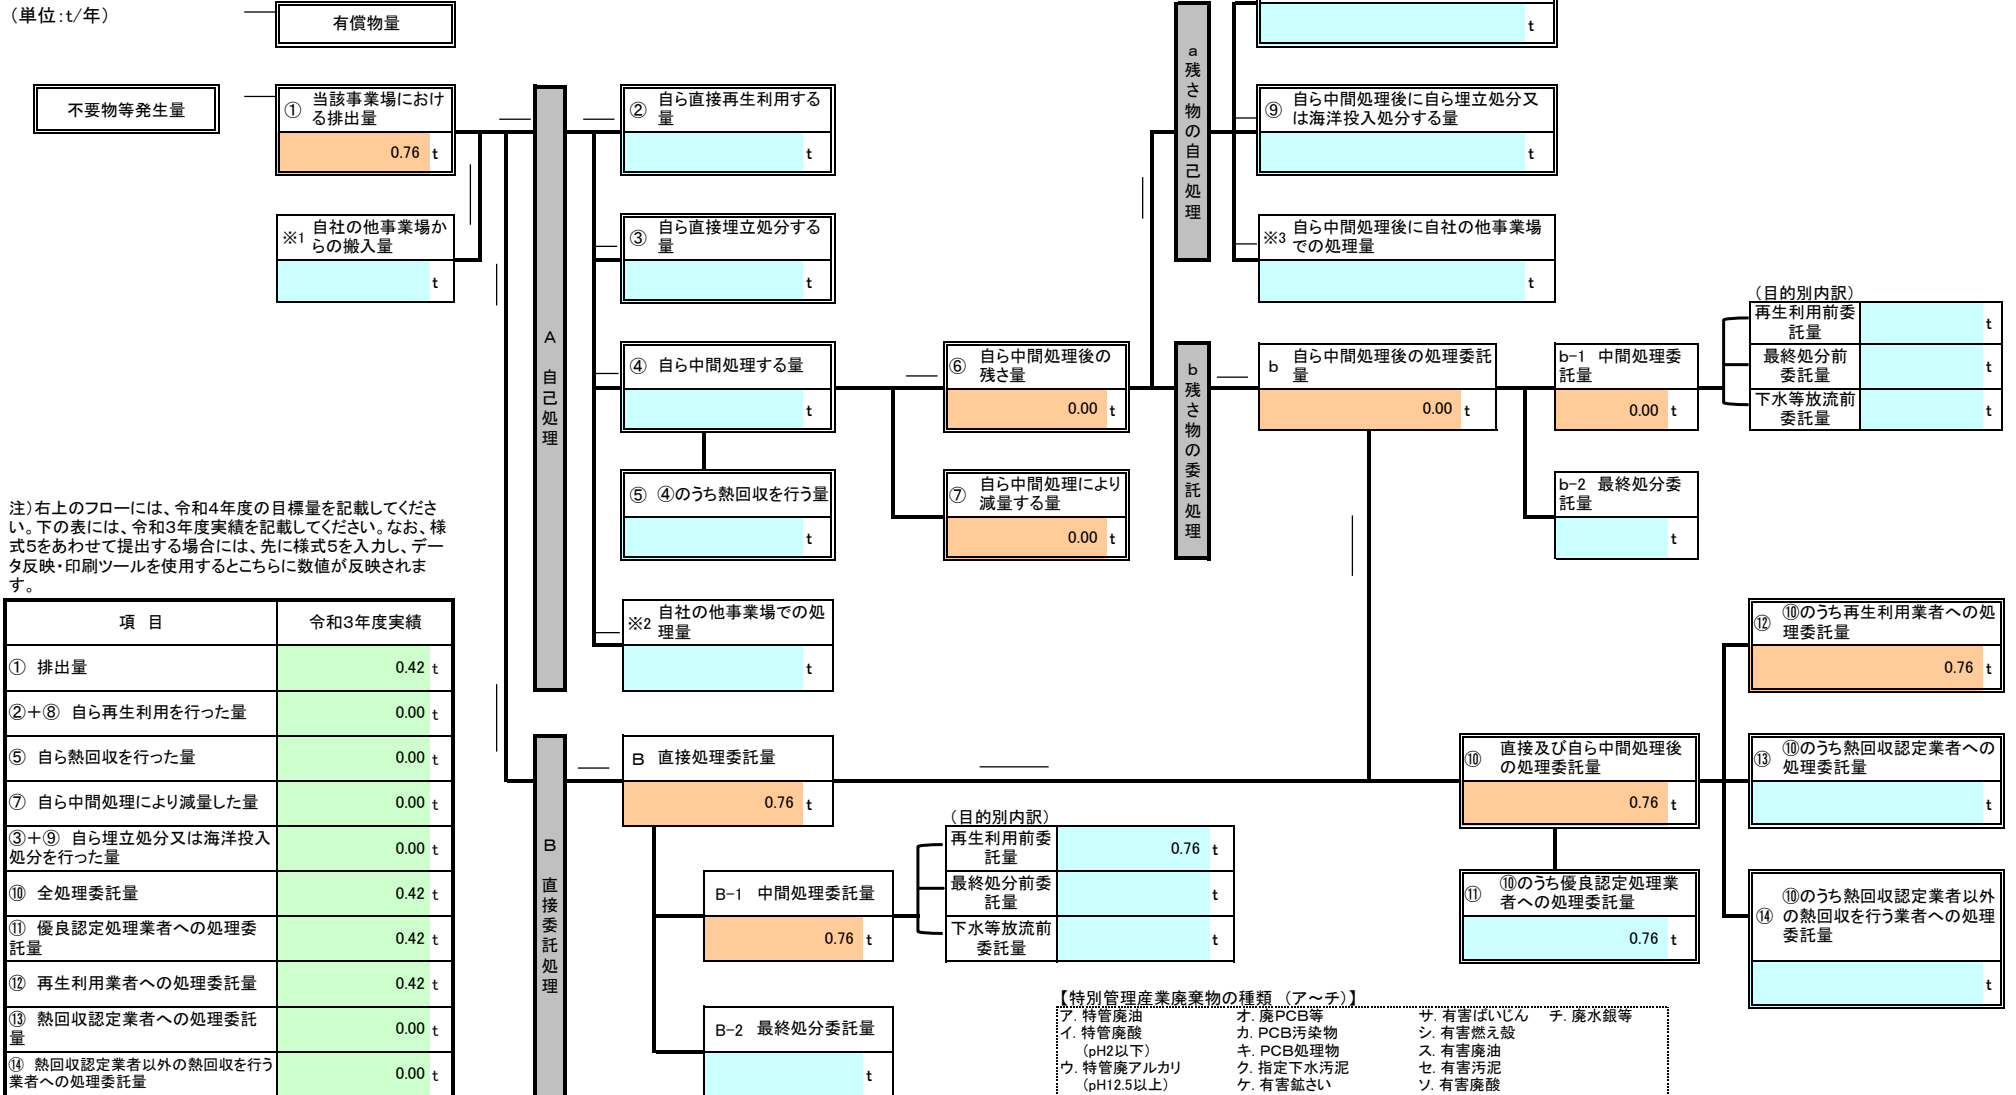 （単位:t/年）
有償物量
不要物等発生量
① 当該事業場におけ
る排出量
0.76 t
※1 自社の他事業場か
らの搬入量
t
A 自己処理
② 自ら直接再生利用する
量
t
③ 自ら直接埋立処分する
量
t
④ 自ら中間処理する量
t
⑤ ④のうち熱回収を行う量
t
※2 自社の他事業場での処
理量
t
⑥ 自ら中間処理後の
残さ量
0.00 t
⑦ 自ら中間処理により
減量する量
0.00 t
a 残さ物の自己処理
t
⑨ 自ら中間処理後に自ら埋立処分又
は海洋投入処分する量
t
※3 自ら中間処理後に自社の他事業場
での処理量
t
b 残さ物の委託処理
b 自ら中間処理後の処理委託
量
0.00 t
b-1 中間処理委
託量
0.00 t
b-2 最終処分委
託量
t
（目的別内訳）
再生利用前委
託量
t
最終処分前
委託量
t
下水等放流前
委託量
t
注）右上のフローには、令和4年度の目標量を記載してくださ
い。下の表には、令和3年度実績を記載してください。なお、様
式5をあわせて提出する場合には、先に様式5を入力し、デー
タ反映・印刷ツールを使用するとこちらに数値が反映されま
す。
項 目 令和3年度実績
① 排出量 0.42 t
②＋⑧ 自ら再生利用を行った量 0.00 t
⑤ 自ら熱回収を行った量 0.00 t
⑦ 自ら中間処理により減量した量 0.00 t
③＋⑨ 自ら埋立処分又は海洋投入
処分を行った量 0.00 t
⑩ 全処理委託量 0.42 t
⑪ 優良認定処理業者への処理委
託量 0.42 t
⑫ 再生利用業者への処理委託量 0.42 t
⑬ 熱回収認定業者への処理委託
量 0.00 t
⑭ 熱回収認定業者以外の熱回収を行う
業者への処理委託量 0.00 t
B 直接委託処理
B 直接処理委託量
0.76 t
B-1 中間処理委託量
0.76 t
B-2 最終処分委託量
t
（目的別内訳）
再生利用前委
託量
0.76 t
最終処分前委
託量
t
下水等放流前
委託量
t
⑩ 直接及び自ら中間処理後
の処理委託量
0.76 t
⑪ ⑩のうち優良認定処理業
者への処理委託量
0.76 t
⑫ ⑩のうち再生利用業者への処
理委託量
0.76 t
⑬ ⑩のうち熱回収認定業者への
処理委託量
t
⑭ ⑩のうち熱回収認定業者以外
の熱回収を行う業者への処理
委託量
t
【特別管理産業廃棄物の種類 （ア～チ）】
ア. 特管廃油 オ. 廃PCB等 サ. 有害ばいじん チ. 廃水銀等
イ. 特管廃酸 カ. PCB汚染物 シ. 有害燃え殻
（pH2以下） キ. PCB処理物 ス. 有害廃油
ウ. 特管廃アルカリ ク. 指定下水汚泥 セ. 有害汚泥
（pH12.5以上） ケ. 有害鉱さい ソ. 有害廃酸